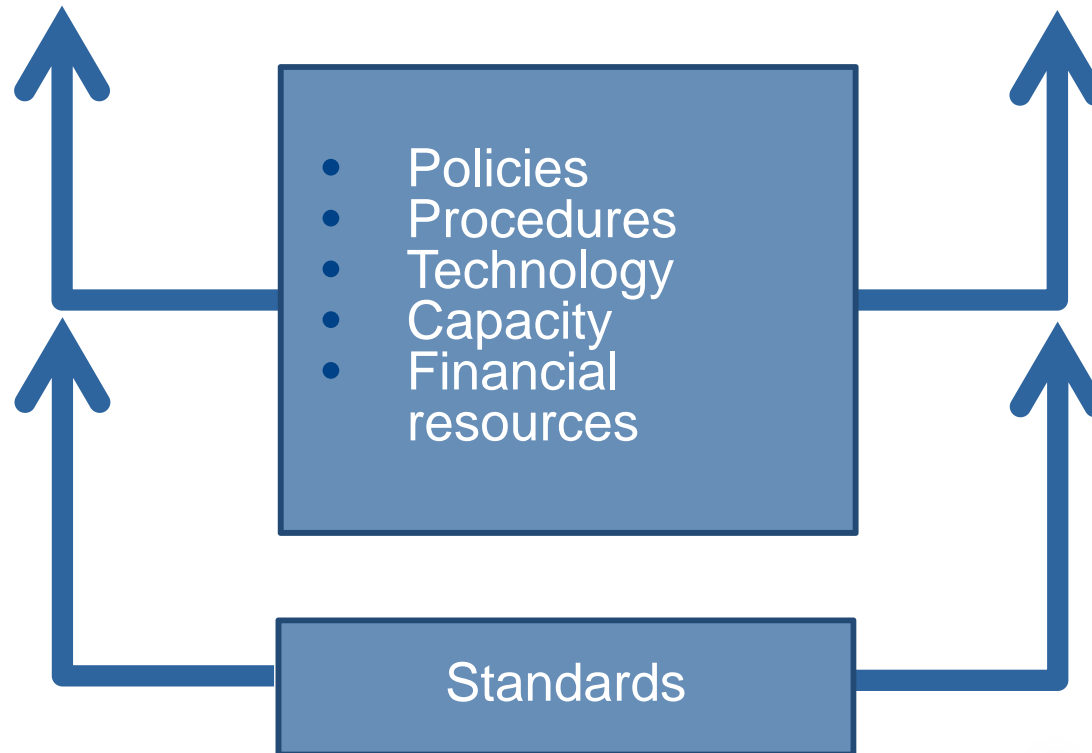 • Policies
• Procedures
• Technology
• Capacity
• Financial
resources
Standards